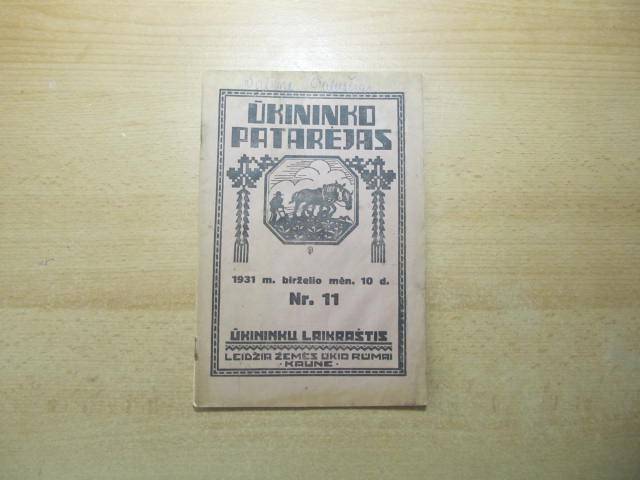 ŪKININKO
PATARĖJAS
1931 m. birželio mėn. 10 d.
Nr. 11
ŪKININKŲ LAIKRAŠTIS
LEIDŽIA ŽEMĖS ŪKIO RŪMAI
· KAUNE ·